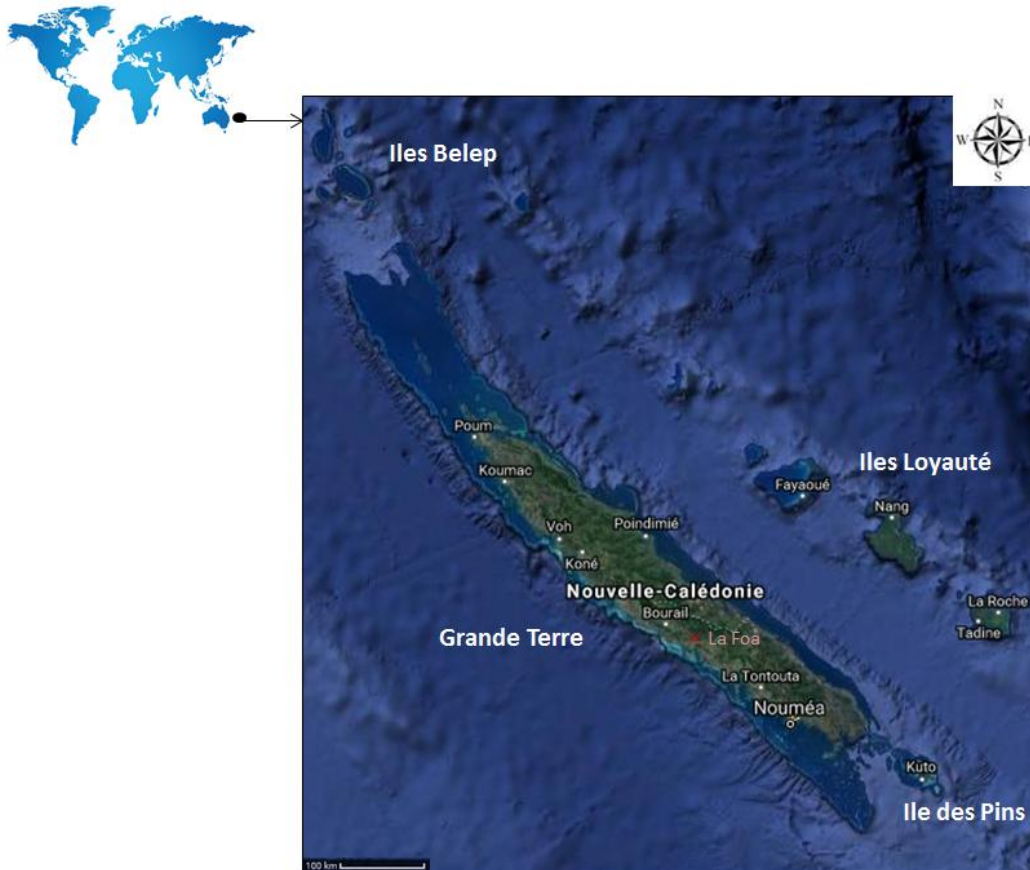 N
W
S
Iles Belep
Poum
Koumac
Iles Loyauté
Fayaoué
Nang
Voh
Poindimié
Koné
Nouvelle-Calédonie
Bourail
La Roche
Grande Terre
La Foa
Tadine
La Tontouta
Nouméa
Kūto
Ile des Pins
100 km